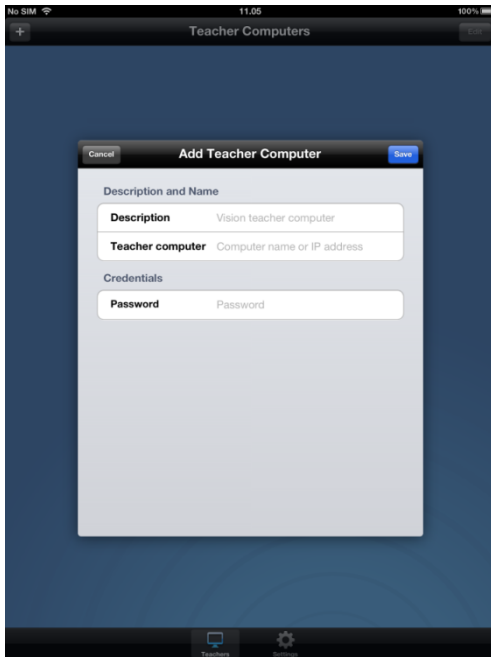 No SIM 11.05 100%
+ Teacher Computers Edit
Cancel Add Teacher Computer Save
Description and Name
Description Vision teacher computer
Teacher computer Computer name or IP address
Credentials
Password Password
Teachers Settings